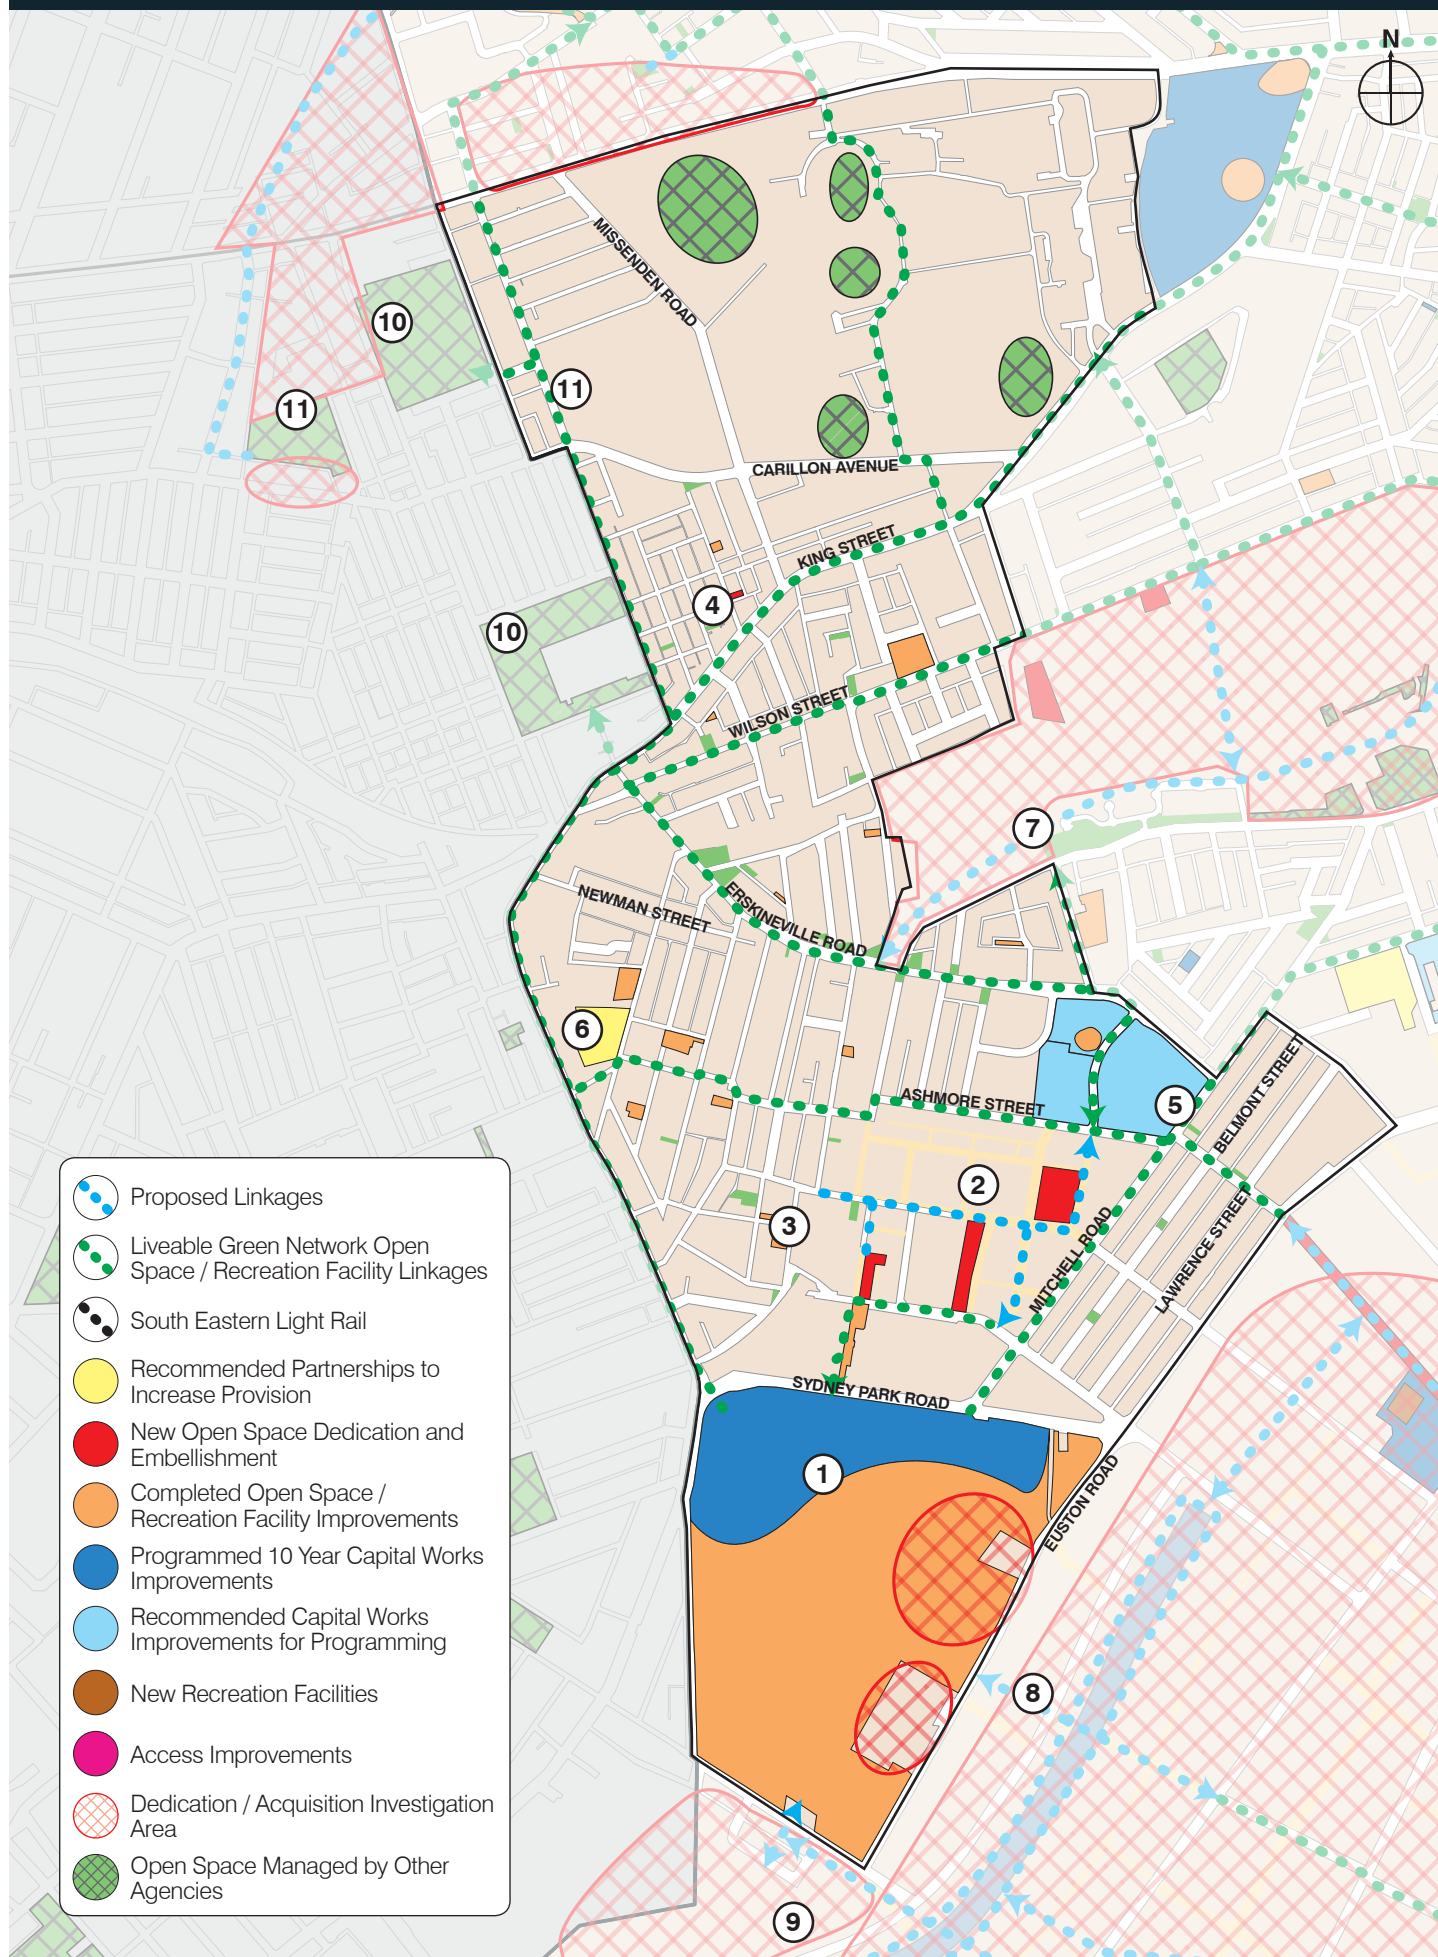 N
MISSENDEN ROAD
10
11
11
CARILLON AVENUE
KING STREET
4
10
WILSON STREET
7
NEWMAN STREET
ERSKINEVILLE ROAD
6
ASHMORE STREET
5
BELMONT STREET
2
3
MITCHELL ROAD
LAWRENCE STREET
SYDNEY PARK ROAD
1
EUSTON ROAD
8
9
Proposed Linkages
Liveable Green Network Open
Space / Recreation Facility Linkages
South Eastern Light Rail
Recommended Partnerships to
Increase Provision
New Open Space Dedication and
Embellishment
Completed Open Space /
Recreation Facility Improvements
Programmed 10 Year Capital Works
Improvements
Recommended Capital Works
Improvements for Programming
New Recreation Facilities
Access Improvements
Dedication / Acquisition Investigation
Area
Open Space Managed by Other
Agencies